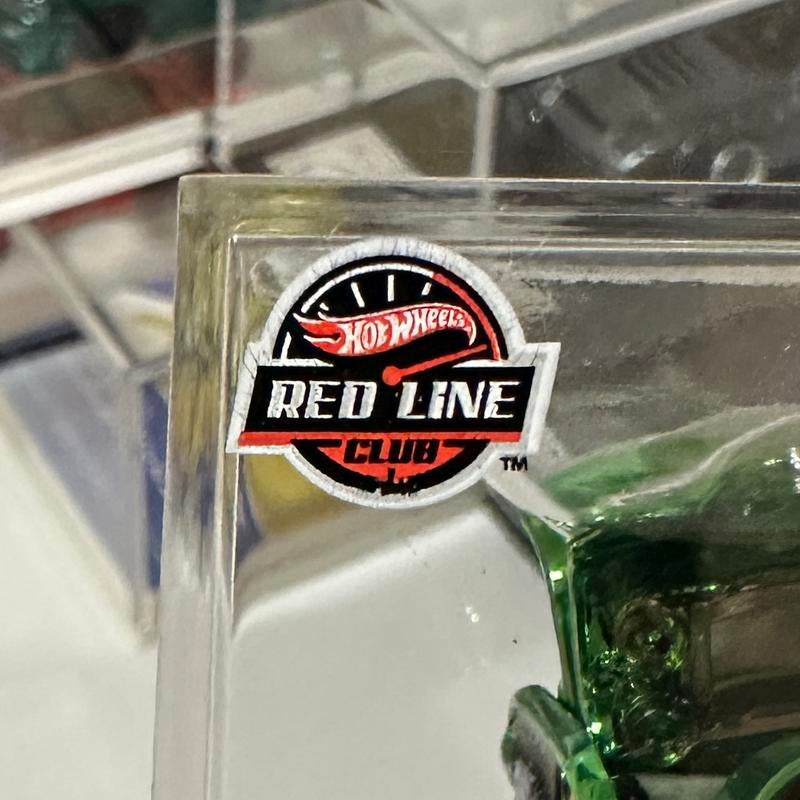 HOT WHEELS
RED LINE
CLUB
TM